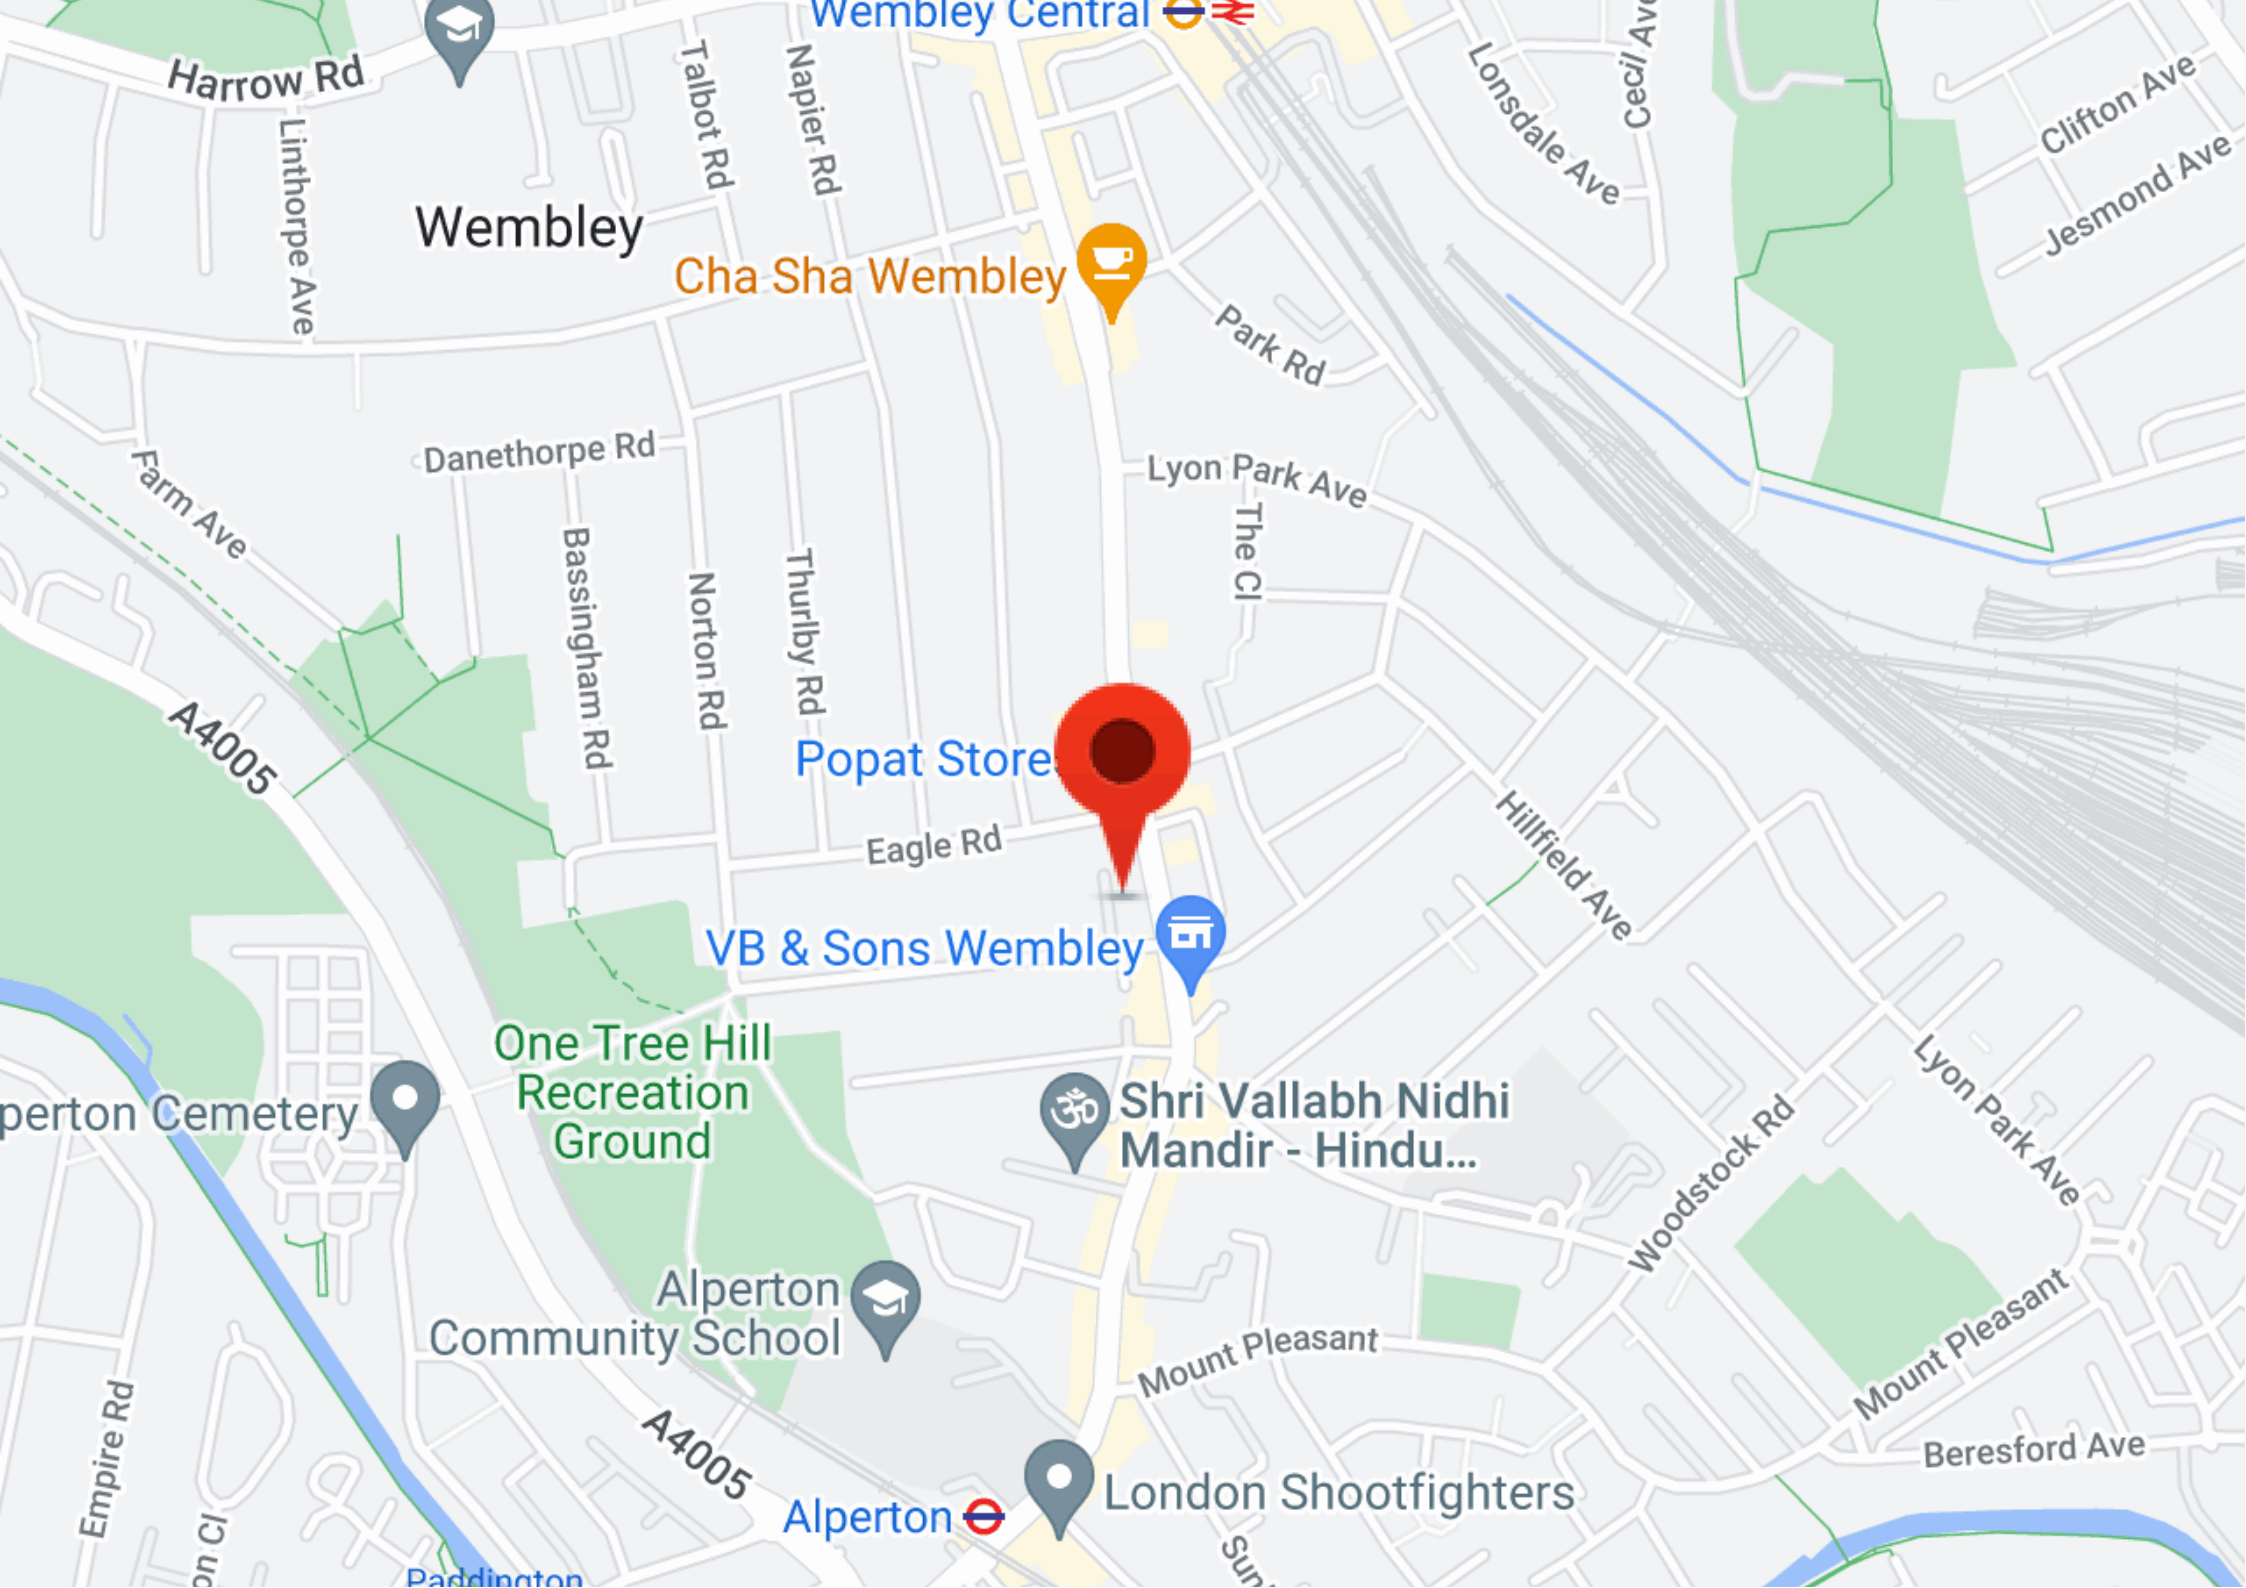 Wembley Central
Harrow Rd
Talbot Rd
Napier Rd
Linthorpe Ave
Lonsdale Ave
Cecil Ave
Clifton Ave
Jesmond Ave
Wembley
Cha Sha Wembley
Park Rd
Danethorpe Rd
Lyon Park Ave
The Cl
Farm Ave
Bassingham Rd
Norton Rd
Thurlby Rd
A4005
Popat Stores
Eagle Rd
Hillfield Ave
VB & Sons Wembley
One Tree Hill
Recreation
Ground
perton Cemetery
Shri Vallabh Nidhi
Mandir - Hindu...
Woodstock Rd
Lyon Park Ave
Alperton
Community School
Mount Pleasant
Mount Pleasant
Empire Rd
A4005
Beresford Ave
London Shootfighters
Alperton
on Cl
Sun
Paddington